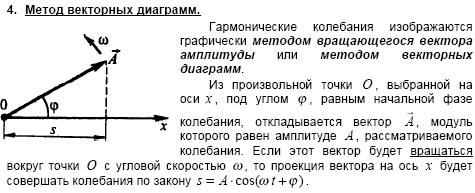 4. Метод векторных диаграмм.
ω
A
φ
0
s
x
Гармонические колебания изображаются
графически методом вращающегося вектора
амплитуды или методом векторных
диаграмм.
Из произвольной точки O, выбранной на
оси x, под углом φ, равным начальной фазе
колебания, откладывается вектор A⃗, модуль
которого равен амплитуде A, рассматриваемого
колебания. Если этот вектор будет вращаться
вокруг точки O с угловой скоростью ω, то проекция вектора на ось x будет
совершать колебания по закону s = A·cos(ωt+φ).